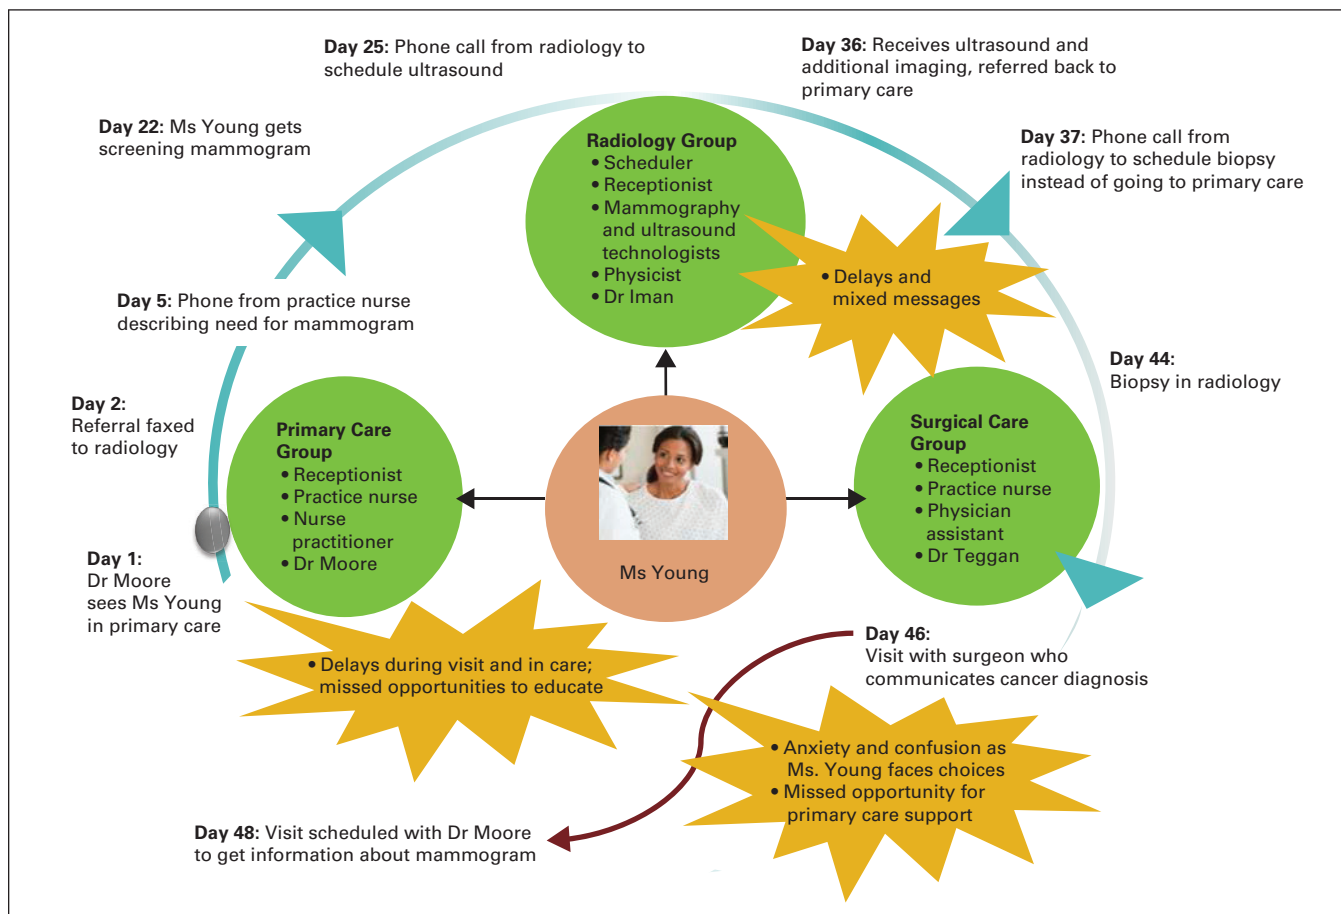 Day 25: Phone call from radiology to
schedule ultrasound
Day 36: Receives ultrasound and
additional imaging, referred back to
primary care
Day 22: Ms Young gets
screening mammogram
Day 37: Phone call from
radiology to schedule biopsy
instead of going to primary care
Radiology Group
• Scheduler
• Receptionist
• Mammography
and ultrasound
technologists
• Physicist
• Dr Iman
• Delays and
mixed messages
Day 5: Phone from practice nurse
describing need for mammogram
Day 44:
Biopsy in radiology
Day 2:
Referral faxed
to radiology
Primary Care
Group
• Receptionist
• Practice nurse
• Nurse
practitioner
• Dr Moore
Surgical Care
Group
• Receptionist
• Practice nurse
• Physician
assistant
• Dr Teggan
Ms Young
Day 1:
Dr Moore
sees Ms Young
in primary care
• Delays during visit and in care;
missed opportunities to educate
Day 46:
Visit with surgeon who
communicates cancer diagnosis
• Anxiety and confusion as
Ms. Young faces choices
• Missed opportunity for
primary care support
Day 48: Visit scheduled with Dr Moore
to get information about mammogram